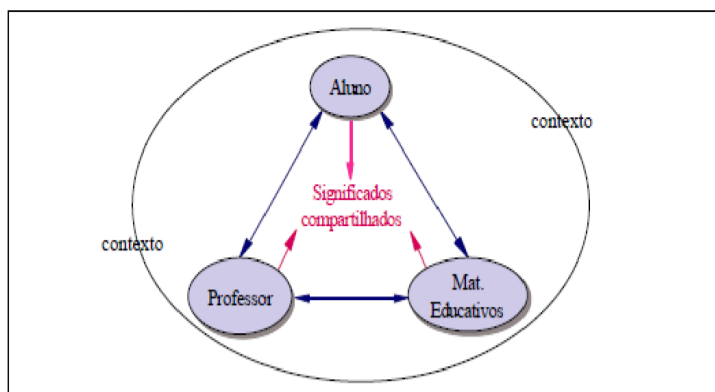 Aluno
contexto
Significados
compartilhados
contexto
Professor
Mat.
Educativos